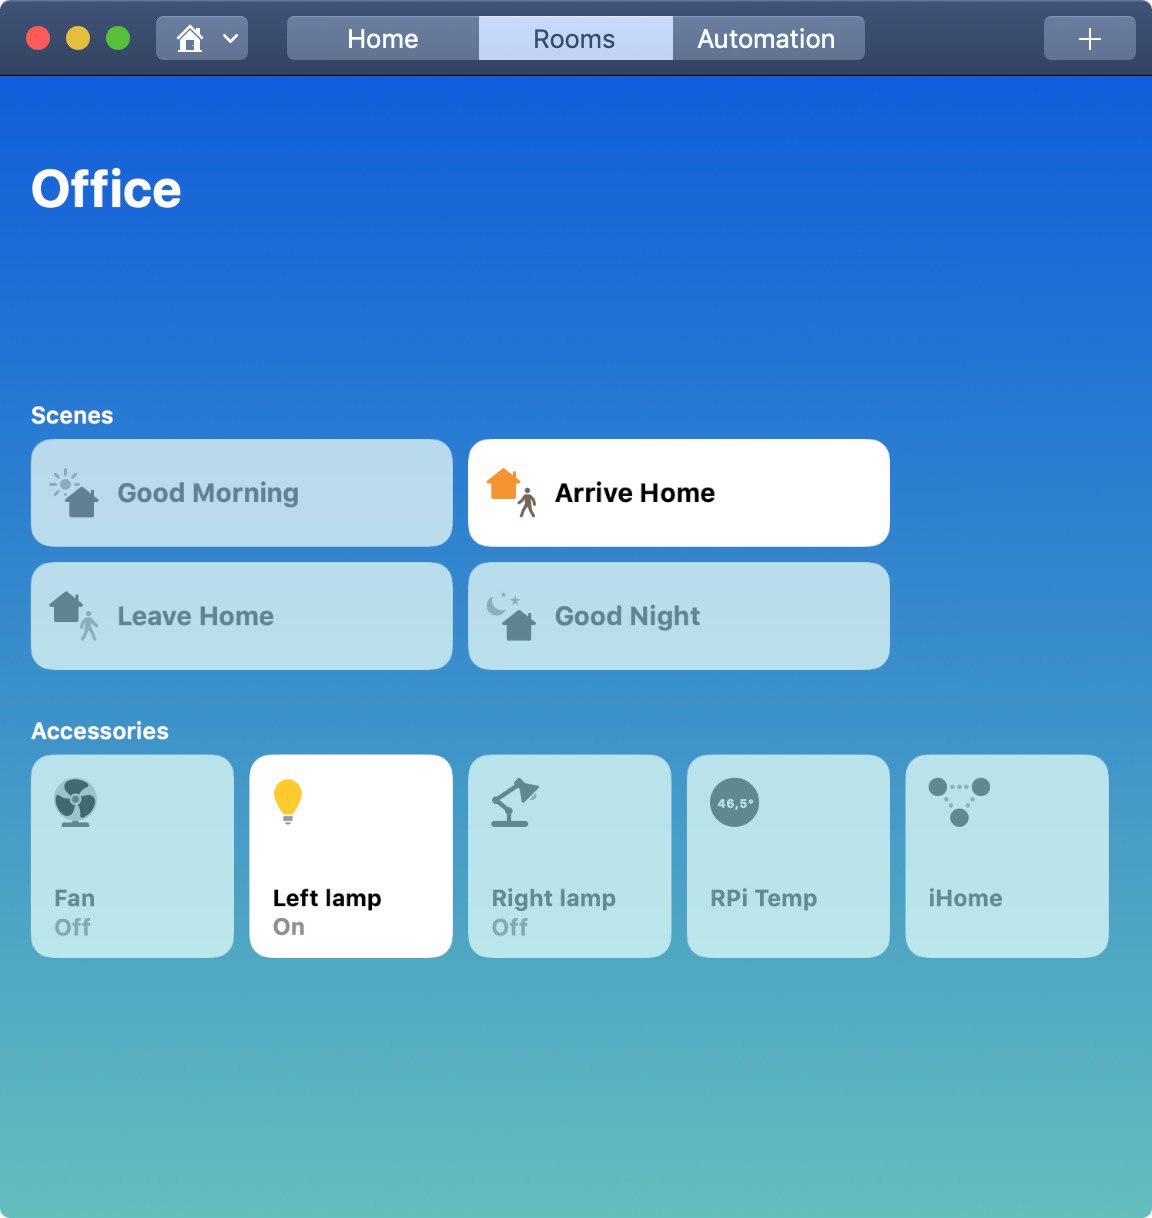 Home Rooms Automation
Office
Scenes
Good Morning
Arrive Home
Leave Home
Good Night
Accessories
46,5°
Fan
Off
Left lamp
On
Right lamp
Off
RPi Temp
iHome